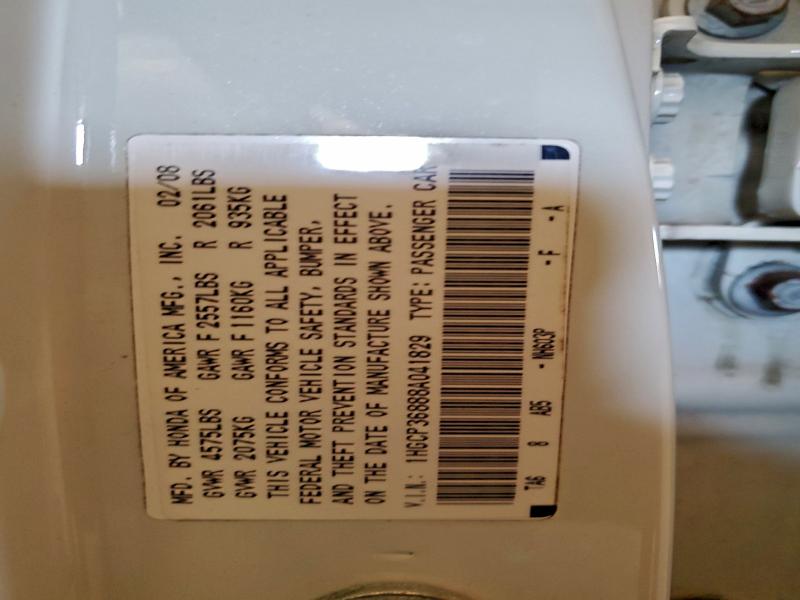 MFD. BY HONDA OF AMERICA MFG., INC. 02/08
GVWR 4575LBS GAWR F 2557LBS R 2061LBS
GVWR 2075KG GAWR F 1160KG R 935KG
THIS VEHICLE CONFORMS TO ALL APPLICABLE
FEDERAL MOTOR VEHICLE SAFETY, BUMPER,
AND THEFT PREVENTION STANDARDS IN EFFECT
ON THE DATE OF MANUFACTURE SHOWN ABOVE.
V.I.N.: 1HGCP36888A041829 TYPE: PASSENGER CAR
TA6 8 AB5 - NH603P - F - A